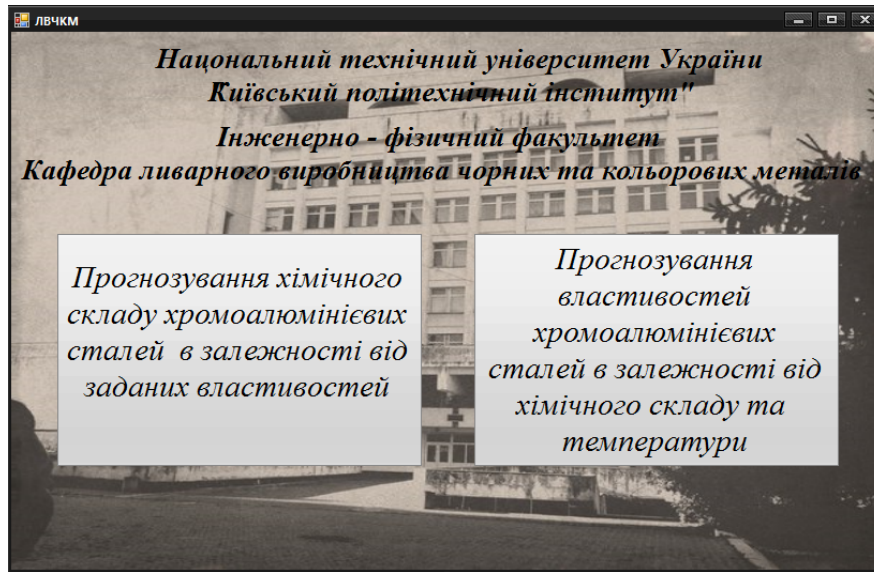 ЛВЧКМ
Нацональний технічний університет України
"Київський політехнічний інститут"
Інженерно - фізичний факультет
Кафедра ливарного виробництва чорних та кольорових металів
Прогнозування хімічного
складу хромоалюмінієвих
сталей в залежності від
заданих властивостей
Прогнозування
властивостей
хромоалюмінієвих
сталей в залежності від
хімічного складу та
температури